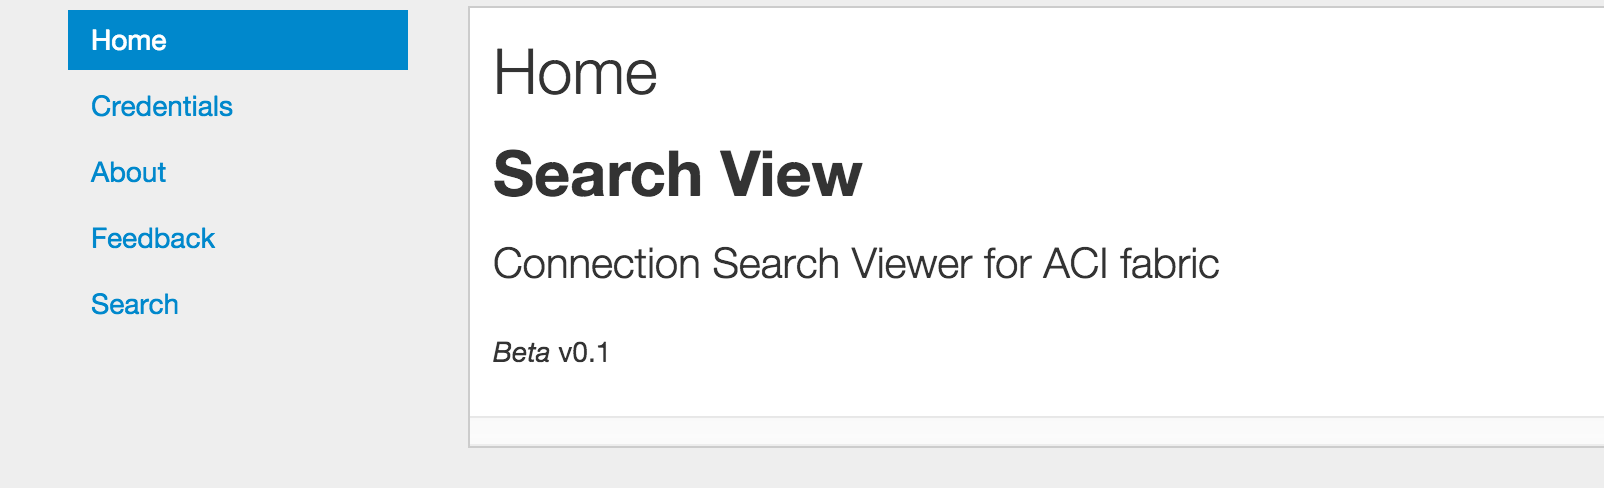 Home
Credentials
About
Feedback
Search
Home
Search View
Connection Search Viewer for ACI fabric
Beta v0.1